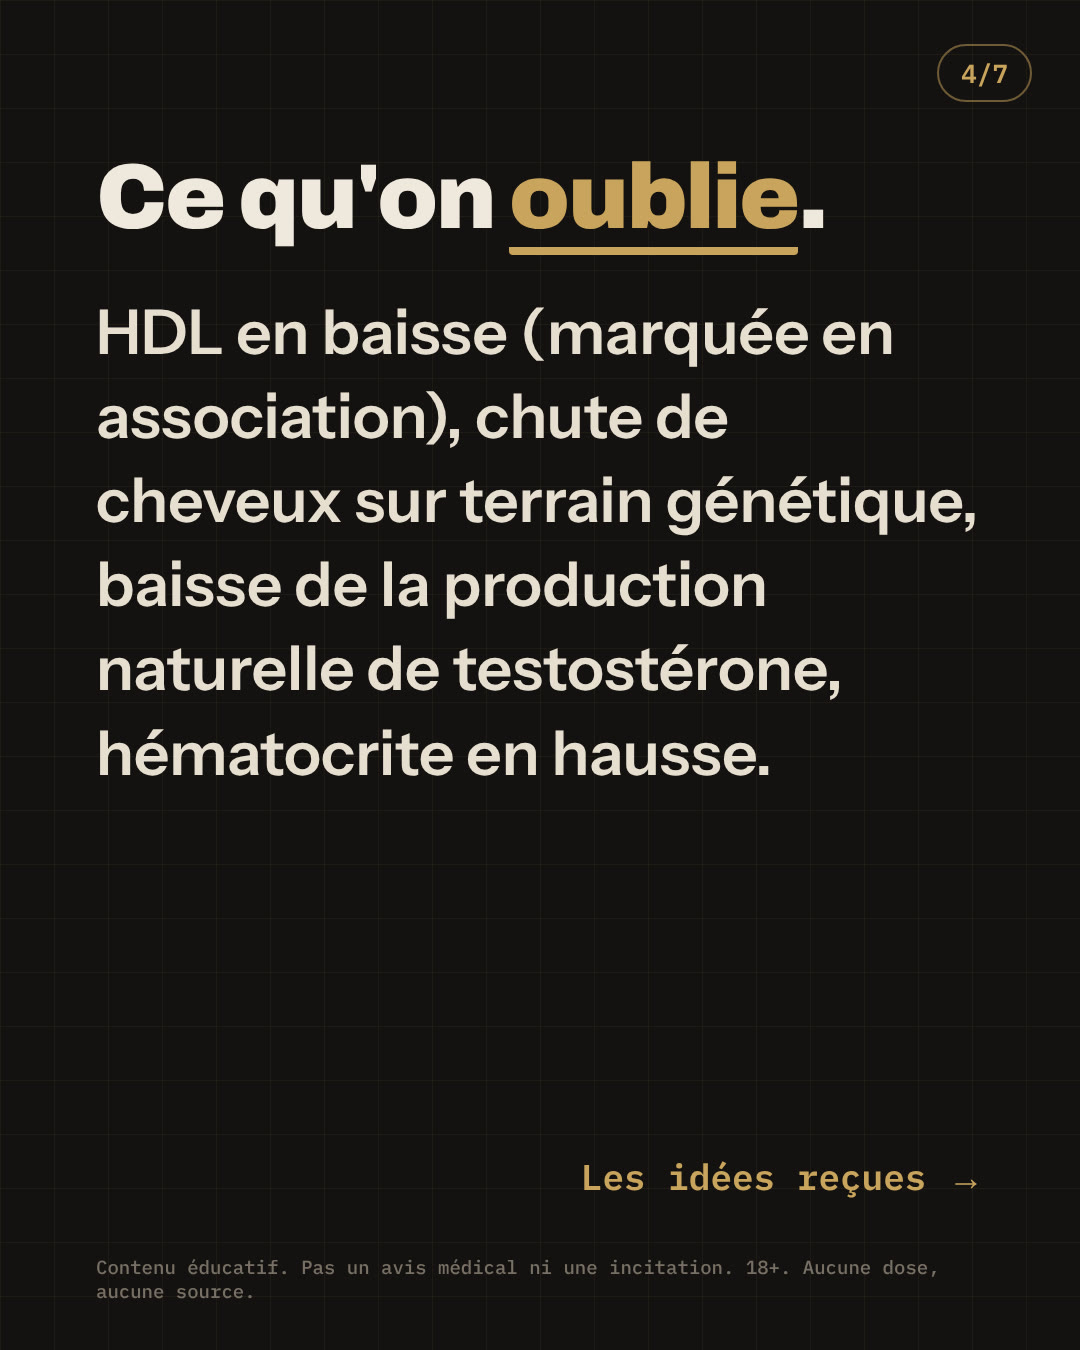 4/7
Ce qu'on oublie.
HDL en baisse (marquée en
association), chute de
cheveux sur terrain génétique,
baisse de la production
naturelle de testostérone,
hématocrite en hausse.
Les idées reçues →
Contenu éducatif. Pas un avis médical ni une incitation. 18+. Aucune dose,
aucune source.